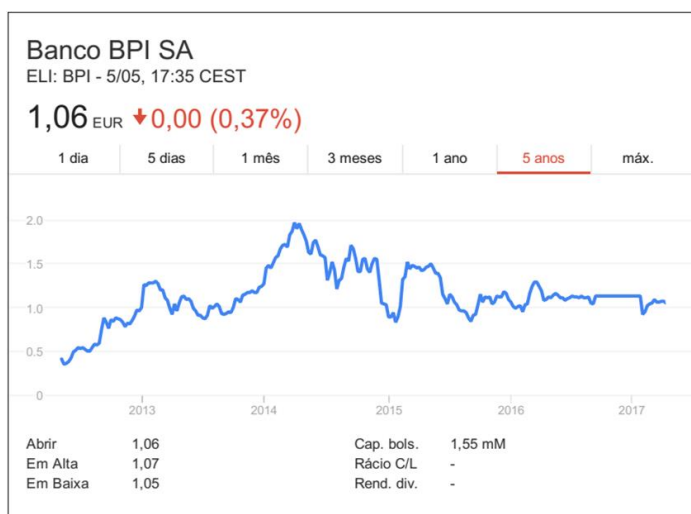 Banco BPI SA
ELI: BPI - 5/05, 17:35 CEST
1,06 EUR 0,00 (0,37%)
1 dia 5 dias 1 mês 3 meses 1 ano 5 anos máx.
2.0
1.5
1.0
0.5
0
2013 2014 2015 2016 2017
Abrir 1,06 Cap. bols. 1,55 mM
Em Alta 1,07 Rácio C/L -
Em Baixa 1,05 Rend. div. -